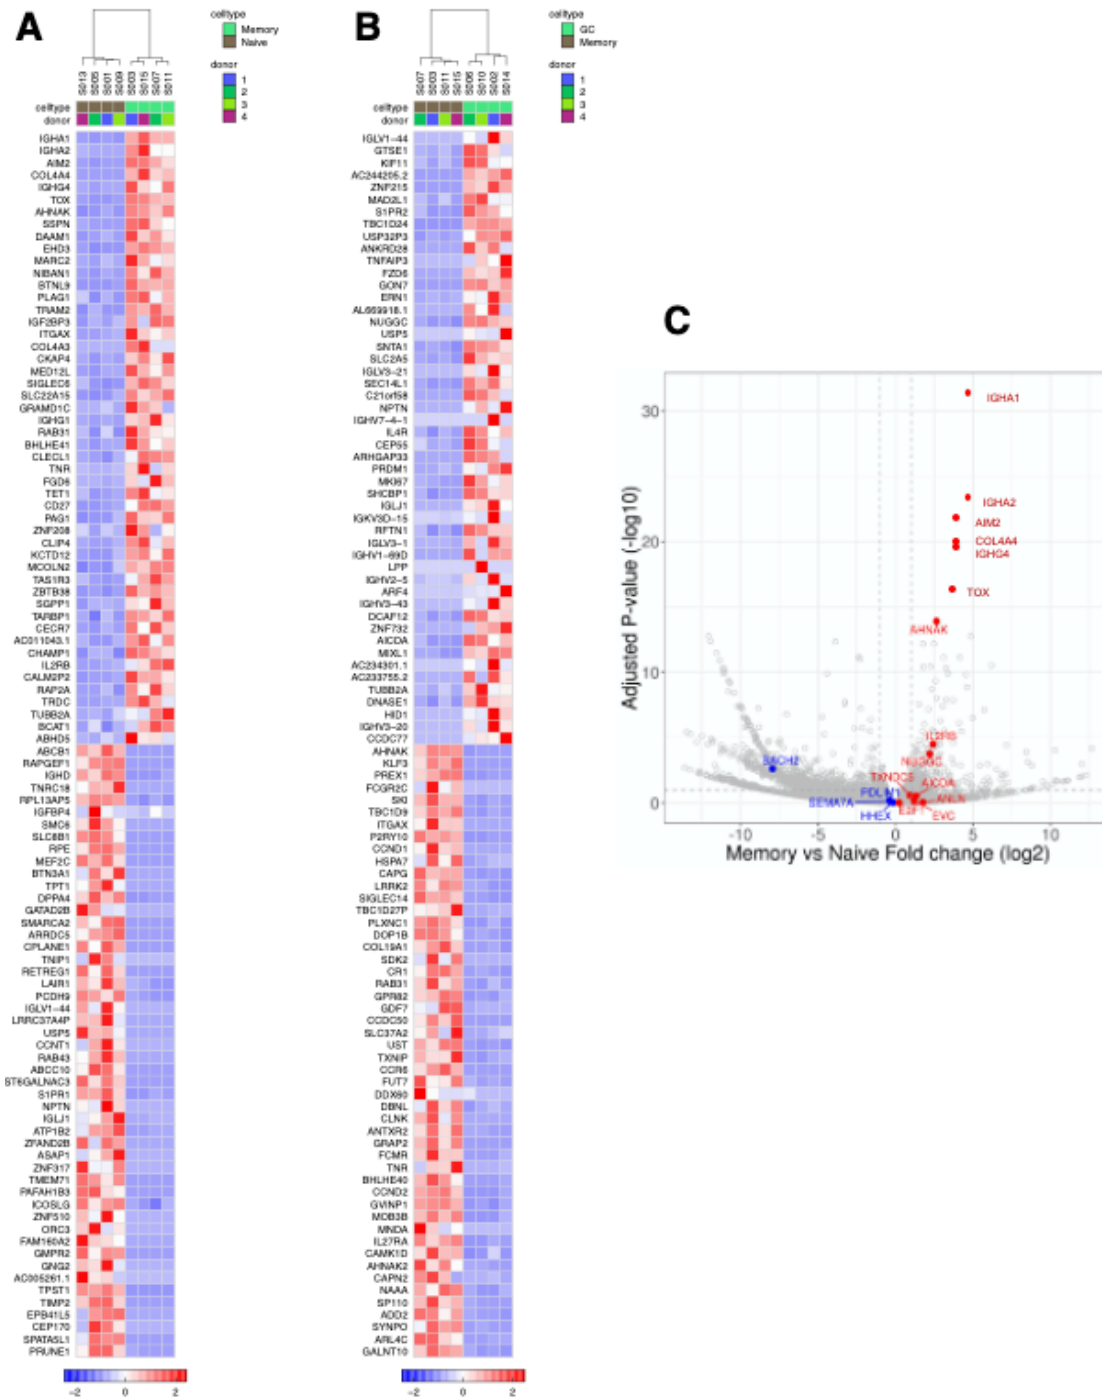 A
celltype
Memory
Naive
donor
1
2
3
4
S013
S005
S001
S009
S003
S015
S007
S011
celltype
donor
IGHA1
IGHA2
AIM2
COL4A4
IGHG4
TOX
AHNAK
SSPN
DAAM1
EHD3
MARC2
NIBAN1
BTNL9
PLAG1
TRAM2
IGF2BP3
ITGAX
COL4A3
CKAP4
MED12L
SIGLEC6
SLC22A15
GRAMD1C
IGHG1
RAB31
BHLHE41
CLECL1
TNR
FGD6
TET1
CD27
PAG1
ZNF208
CLIP4
KCTD12
MCOLN2
TAS1R3
ZBTB38
SGPP1
TARBP1
CECR7
AC011043.1
CHAMP1
IL2RB
CALM2P2
RAP2A
TRDC
TUBB2A
BCAT1
ABHD5
ABCB1
RAPGEF1
IGHD
TNRC18
RPL13AP5
IGFBP4
SMC6
SLC8B1
RPE
MEF2C
BTN3A1
TPT1
DPPA4
GATAD2B
SMARCA2
ARRDC5
CPLANE1
TNIP1
RETREG1
LAIR1
PCDH9
IGLV1-44
LRRC37A4P
USP5
CCNT1
RAB43
ABCC10
ST6GALNAC3
S1PR1
NPTN
IGLJ1
ATP1B2
ZFAND2B
ASAP1
ZNF317
TMEM71
PAFAH1B3
ICOSLG
ZNF510
ORC3
FAM160A2
GMPR2
GNG2
AC005261.1
TPST1
TIMP2
EPB41L5
CEP170
SPATA5L1
PRUNE1
-2
0
2
B
celltype
GC
Memory
donor
1
2
3
4
S007
S003
S011
S015
S006
S010
S002
S014
celltype
donor
IGLV1-44
GTSE1
KIF11
AC244205.2
ZNF215
MAD2L1
S1PR2
TBC1D24
USP32P3
ANKRD28
TNFAIP3
FZD6
GON7
ERN1
AL669918.1
NUGGC
USP5
SNTA1
SLC2A5
IGLV3-21
SEC14L1
C21orf58
NPTN
IGHV7-4-1
IL4R
CEP55
ARHGAP33
PRDM1
MKI67
SHCBP1
IGLJ1
IGKV3D-15
RFTN1
IGLV3-1
IGHV1-69D
LPP
IGHV2-5
ARF4
IGHV3-43
DCAF12
ZNF732
AICDA
MIXL1
AC234301.1
AC233755.2
TUBB2A
DNASE1
HID1
IGHV3-20
CCDC77
AHNAK
KLF3
PREX1
FCGR2C
SKI
TBC1D9
ITGAX
P2RY10
CCND1
HSPA7
CAPG
LRRK2
SIGLEC14
TBC1D27P
PLXNC1
DOP1B
COL19A1
SDK2
CR1
RAB31
GPR82
GDF7
CCDC50
SLC37A2
UST
TXNIP
CCR6
FUT7
DDX60
DBNL
CLNK
ANTXR2
GRAP2
FCMR
TNR
BHLHE40
CCND2
GVINP1
MOB3B
MNDA
IL27RA
CAMK1D
AHNAK2
CAPN2
NAAA
SP110
ADD2
SYNPO
ARL4C
GALNT10
-2
0
2
C
Adjusted P-value (-log10)
30
20
10
0
IGHA1
IGHA2
AIM2
COL4A4
IGHG4
TOX
AHNAK
IL2RB
NUGGC
BACH2
TXNDC5
AICDA
PDLIM1
SEMA7A
ANLN
HHEX
E2F1
EVC
-10
-5
0
5
10
Memory vs Naive Fold change (log2)